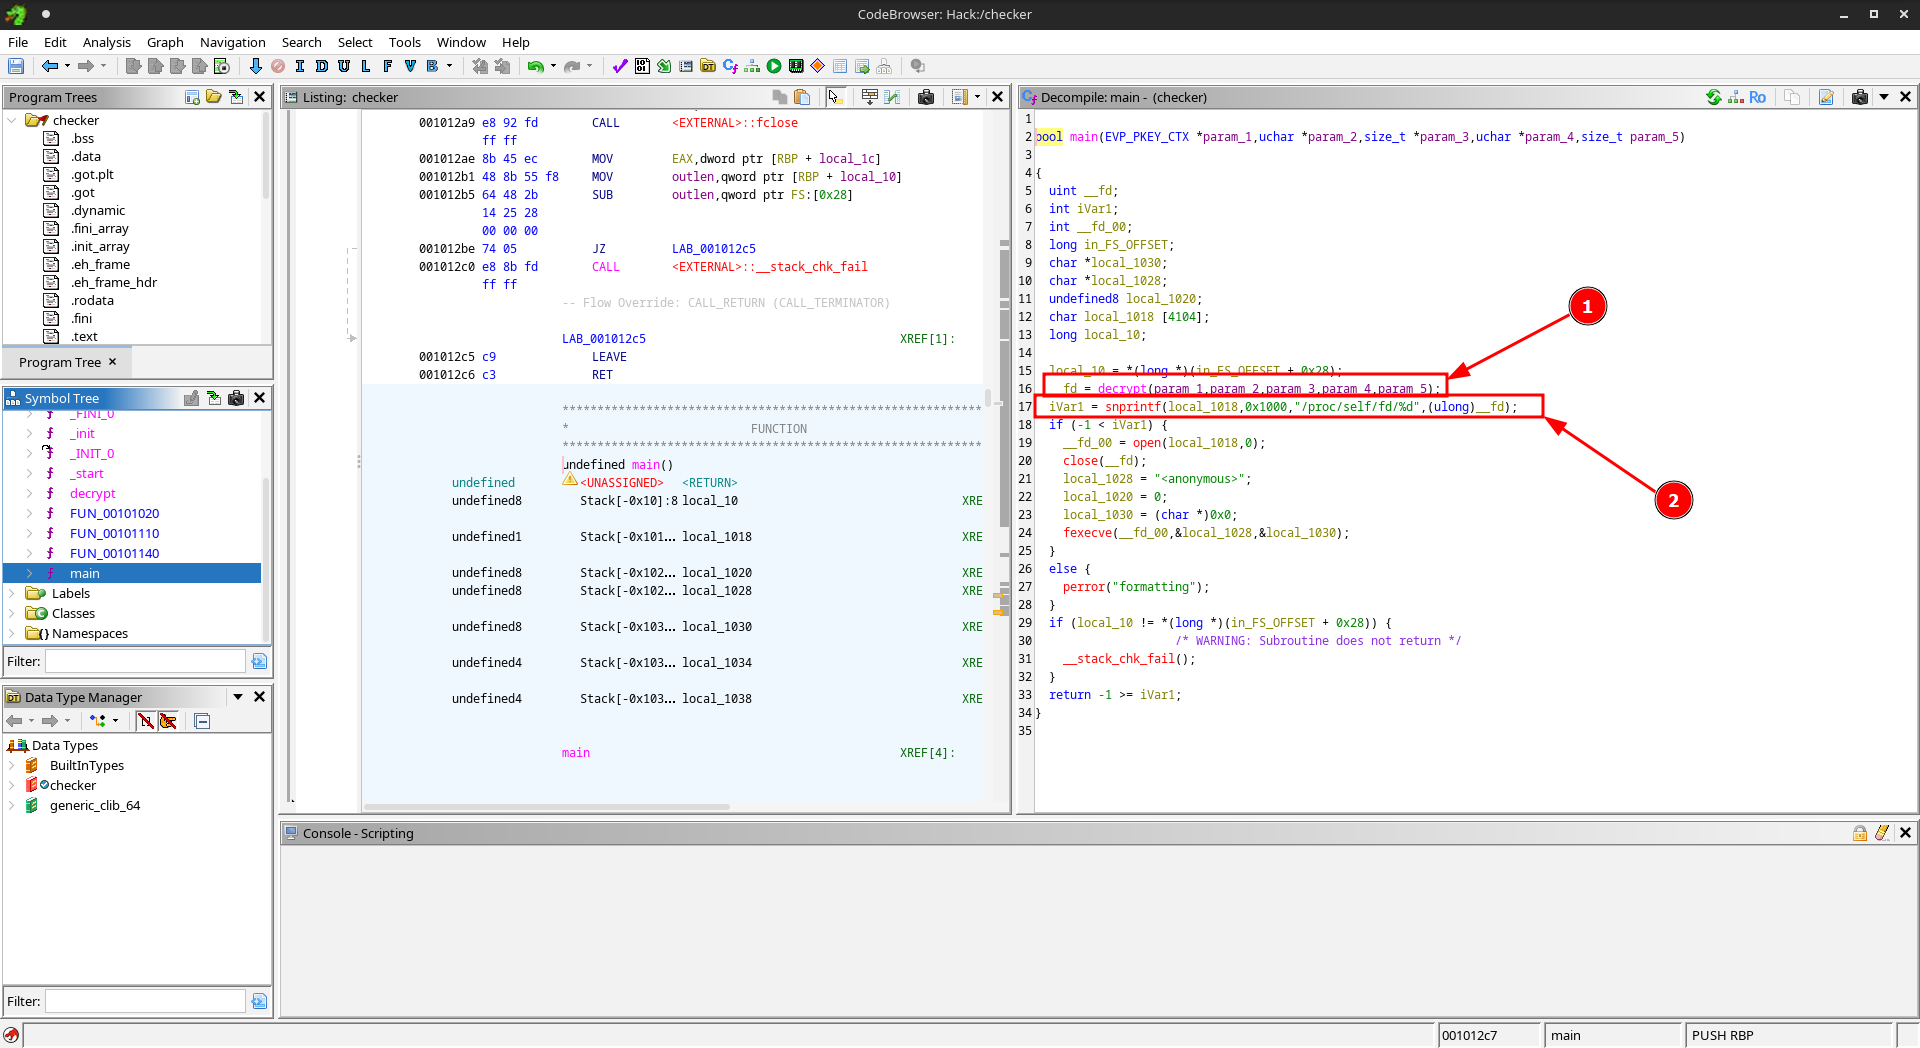 CodeBrowser: Hack:/checker
File Edit Analysis Graph Navigation Search Select Tools Window Help
I D U L F V B
Program Trees
checker
.bss
.data
.got.plt
.got
.dynamic
.fini_array
.init_array
.eh_frame
.eh_frame_hdr
.rodata
.fini
.text
Program Tree
Symbol Tree
_FINI_0
_init
_INIT_0
_start
decrypt
FUN_00101020
FUN_00101110
FUN_00101140
main
Labels
Classes
Namespaces
Filter:
Data Type Manager
Data Types
BuiltInTypes
checker
generic_clib_64
Filter:
Listing: checker
001012a9 e8 92 fd CALL <EXTERNAL>::fclose
ff ff
001012ae 8b 45 ec MOV EAX,dword ptr [RBP + local_1c]
001012b1 48 8b 55 f8 MOV outlen,qword ptr [RBP + local_10]
001012b5 64 48 2b SUB outlen,qword ptr FS:[0x28]
14 25 28
00 00 00
001012be 74 05 JZ LAB_001012c5
001012c0 e8 8b fd CALL <EXTERNAL>::__stack_chk_fail
ff ff
-- Flow Override: CALL_RETURN (CALL_TERMINATOR)
LAB_001012c5 XREF[1]:
001012c5 c9 LEAVE
001012c6 c3 RET
************************************************************
* FUNCTION
************************************************************
undefined main()
undefined <UNASSIGNED> <RETURN>
undefined8 Stack[-0x10]:8 local_10 XRE
undefined1 Stack[-0x101... local_1018 XRE
undefined8 Stack[-0x102... local_1020 XRE
undefined8 Stack[-0x102... local_1028 XRE
undefined8 Stack[-0x103... local_1030 XRE
undefined4 Stack[-0x103... local_1034 XRE
undefined4 Stack[-0x103... local_1038 XRE
main XREF[4]:
Decompile: main - (checker)
Ro
1
2 bool main(EVP_PKEY_CTX *param_1,uchar *param_2,size_t *param_3,uchar *param_4,size_t param_5)
3
4 {
5 uint __fd;
6 int iVar1;
7 int __fd_00;
8 long in_FS_OFFSET;
9 char *local_1030;
10 char *local_1028;
11 undefined8 local_1020;
12 char local_1018 [4104];
13 long local_10;
14
15 local_10 = *(long *)(in_FS_OFFSET + 0x28);
16 __fd = decrypt(param_1,param_2,param_3,param_4,param_5);
17 iVar1 = snprintf(local_1018,0x1000,"/proc/self/fd/%d",(ulong)__fd);
18 if (-1 < iVar1) {
19 __fd_00 = open(local_1018,0);
20 close(__fd);
21 local_1028 = "<anonymous>";
22 local_1020 = 0;
23 local_1030 = (char *)0x0;
24 fexecve(__fd_00,&local_1028,&local_1030);
25 }
26 else {
27 perror("formatting");
28 }
29 if (local_10 != *(long *)(in_FS_OFFSET + 0x28)) {
30 /* WARNING: Subroutine does not return */
31 __stack_chk_fail();
32 }
33 return -1 >= iVar1;
34 }
35
1
2
Console - Scripting
001012c7 main PUSH RBP